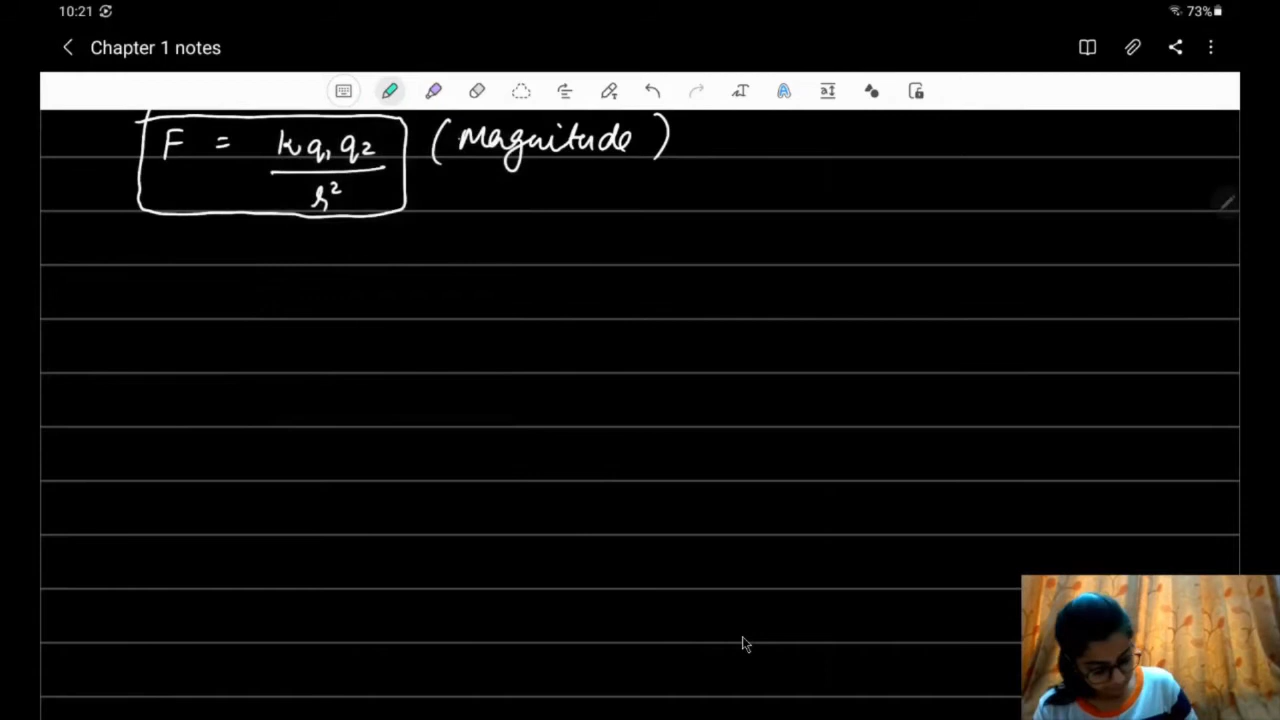 10:21
73%
Chapter 1 notes
F = kq1q2 / r² (Magnitude)